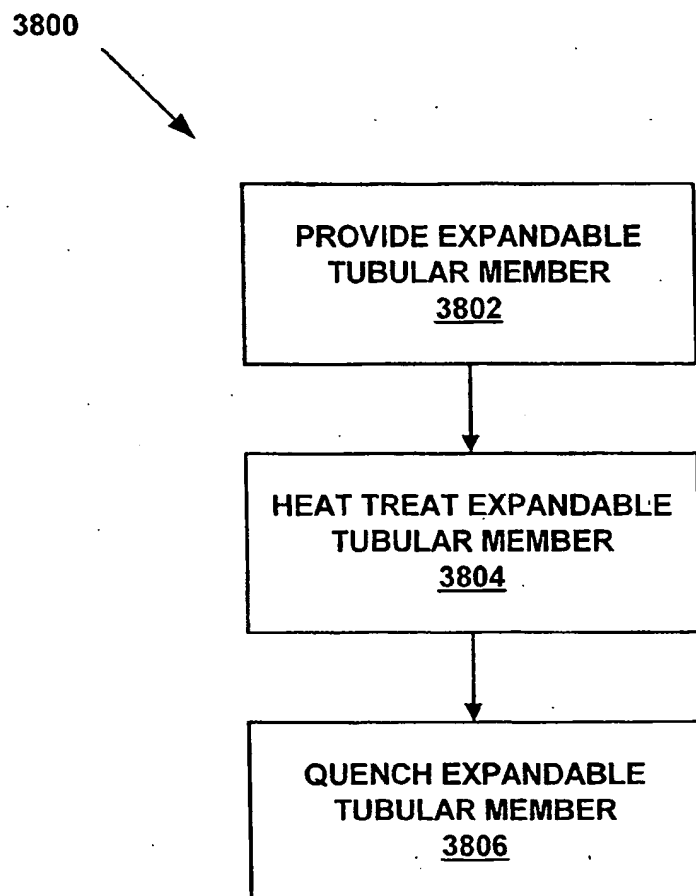 3800
PROVIDE EXPANDABLE
TUBULAR MEMBER
3802
HEAT TREAT EXPANDABLE
TUBULAR MEMBER
3804
QUENCH EXPANDABLE
TUBULAR MEMBER
3806